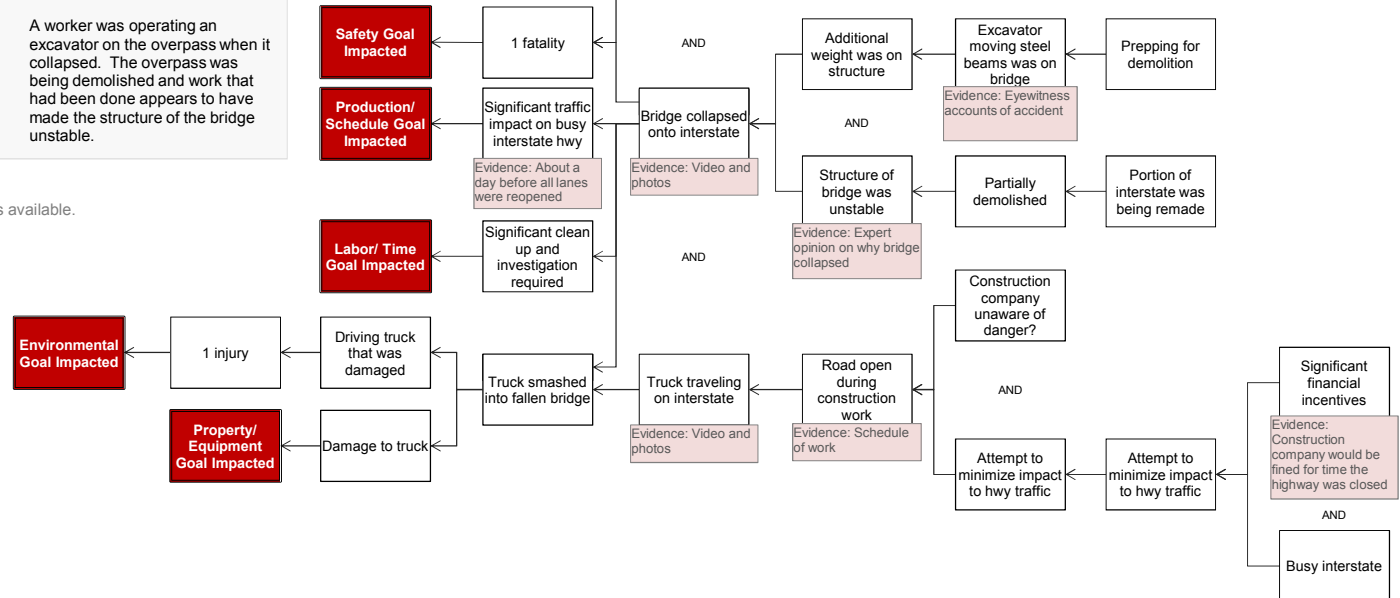 A worker was operating an
excavator on the overpass when it
collapsed. The overpass was
being demolished and work that
had been done appears to have
made the structure of the bridge
unstable.
s available.
Safety Goal
Impacted
1 fatality
AND
Additional
weight was on
structure
Excavator
moving steel
beams was on
bridge
Evidence: Eyewitness
accounts of accident
Prepping for
demolition
Production/
Schedule Goal
Impacted
Significant traffic
impact on busy
interstate hwy
Evidence: About a
day before all lanes
were reopened
Bridge collapsed
onto interstate
Evidence: Video and
photos
AND
Structure of
bridge was
unstable
Evidence: Expert
opinion on why bridge
collapsed
Partially
demolished
Portion of
interstate was
being remade
Labor/ Time
Goal Impacted
Significant clean
up and
investigation
required
AND
Construction
company
unaware of
danger?
Environmental
Goal Impacted
1 injury
Driving truck
that was
damaged
Truck smashed
into fallen bridge
Truck traveling
on interstate
Evidence: Video and
photos
Road open
during
construction
work
Evidence: Schedule
of work
AND
Significant
financial
incentives
Evidence:
Construction
company would be
fined for time the
highway was closed
Property/
Equipment
Goal Impacted
Damage to truck
Attempt to
minimize impact
to hwy traffic
Attempt to
minimize impact
to hwy traffic
AND
Busy interstate